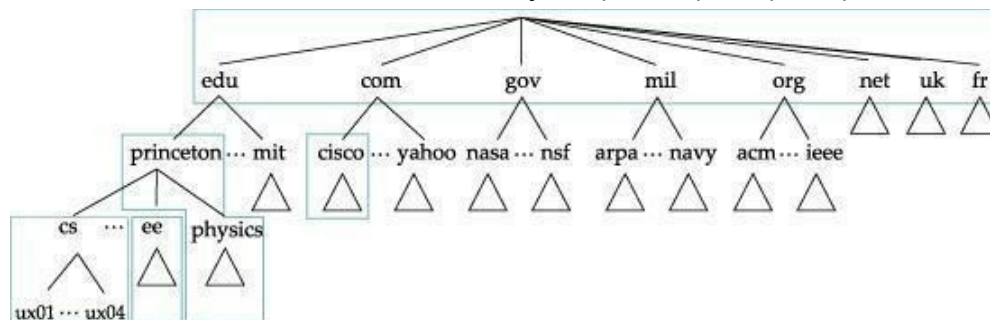 edu com gov mil org net uk fr
princeton ··· mit cisco ··· yahoo nasa ··· nsf arpa ··· navy acm ··· ieee
cs ··· ee physics
ux01 ··· ux04